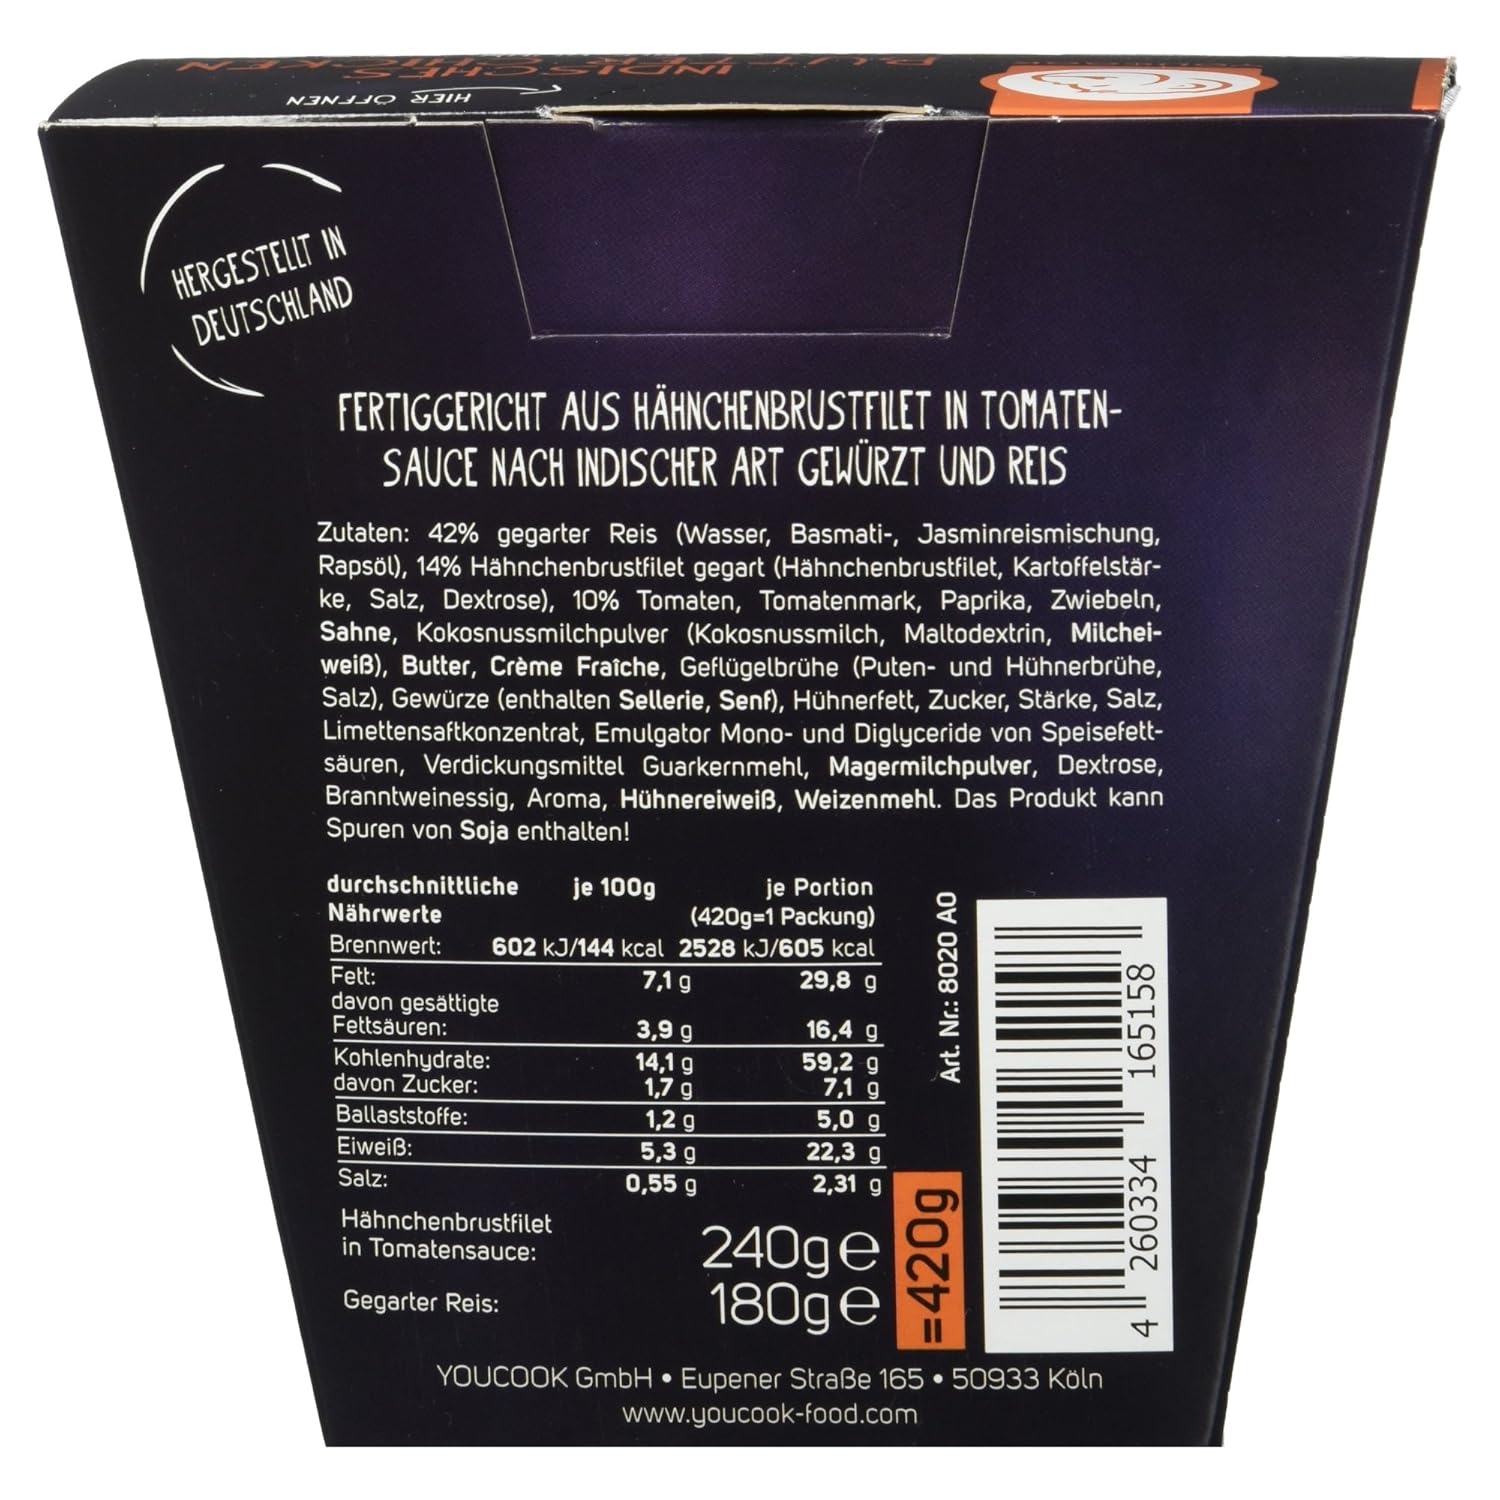 INDISCHES
BUTTER CHICKEN
HIER ÖFFNEN
HERGESTELLT IN
DEUTSCHLAND
FERTIGGERICHT AUS HÄHNCHENBRUSTFILET IN TOMATEN-
SAUCE NACH INDISCHER ART GEWÜRZT UND REIS
Zutaten: 42% gegarter Reis (Wasser, Basmati-, Jasminreismischung,
Rapsöl), 14% Hähnchenbrustfilet gegart (Hähnchenbrustfilet, Kartoffelstär-
ke, Salz, Dextrose), 10% Tomaten, Tomatenmark, Paprika, Zwiebeln,
Sahne, Kokosnussmilchpulver (Kokosnussmilch, Maltodextrin, Milchei-
weiß), Butter, Crème Fraîche, Geflügelbrühe (Puten- und Hühnerbrühe,
Salz), Gewürze (enthalten Sellerie, Senf), Hühnerfett, Zucker, Stärke, Salz,
Limettensaftkonzentrat, Emulgator Mono- und Diglyceride von Speisefett-
säuren, Verdickungsmittel Guarkernmehl, Magermilchpulver, Dextrose,
Branntweinessig, Aroma, Hühnereiweiß, Weizenmehl. Das Produkt kann
Spuren von Soja enthalten!
durchschnittliche je 100g je Portion
Nährwerte (420g=1 Packung)
Brennwert: 602 kJ/144 kcal 2528 kJ/605 kcal
Fett: 7,1 g 29,8 g
davon gesättigte
Fettsäuren: 3,9 g 16,4 g
Kohlenhydrate: 14,1 g 59,2 g
davon Zucker: 1,7 g 7,1 g
Ballaststoffe: 1,2 g 5,0 g
Eiweiß: 5,3 g 22,3 g
Salz: 0,55 g 2,31 g
Hähnchenbrustfilet
in Tomatensauce: 240g e
Gegarter Reis: 180g e
=420g
Art. Nr.: 8020 A0
4 260334 165158
YOUCOOK GmbH • Eupener Straße 165 • 50933 Köln
www.youcook-food.com